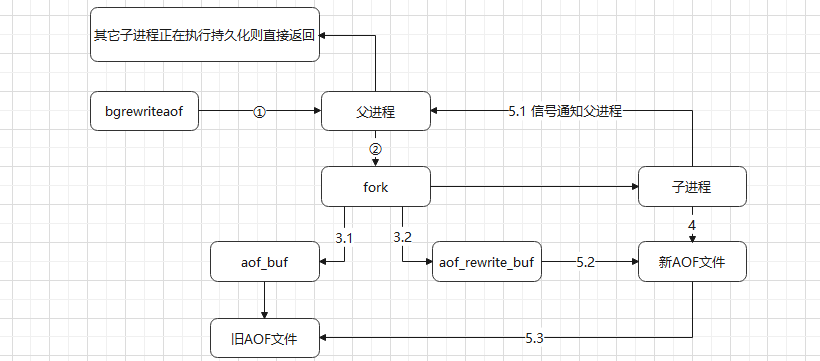 其它子进程正在执行持久化则直接返回
bgrewriteaof
①
父进程
5.1 信号通知父进程
②
fork
子进程
3.1
3.2
4
aof_buf
aof_rewrite_buf
5.2
新AOF文件
旧AOF文件
5.3